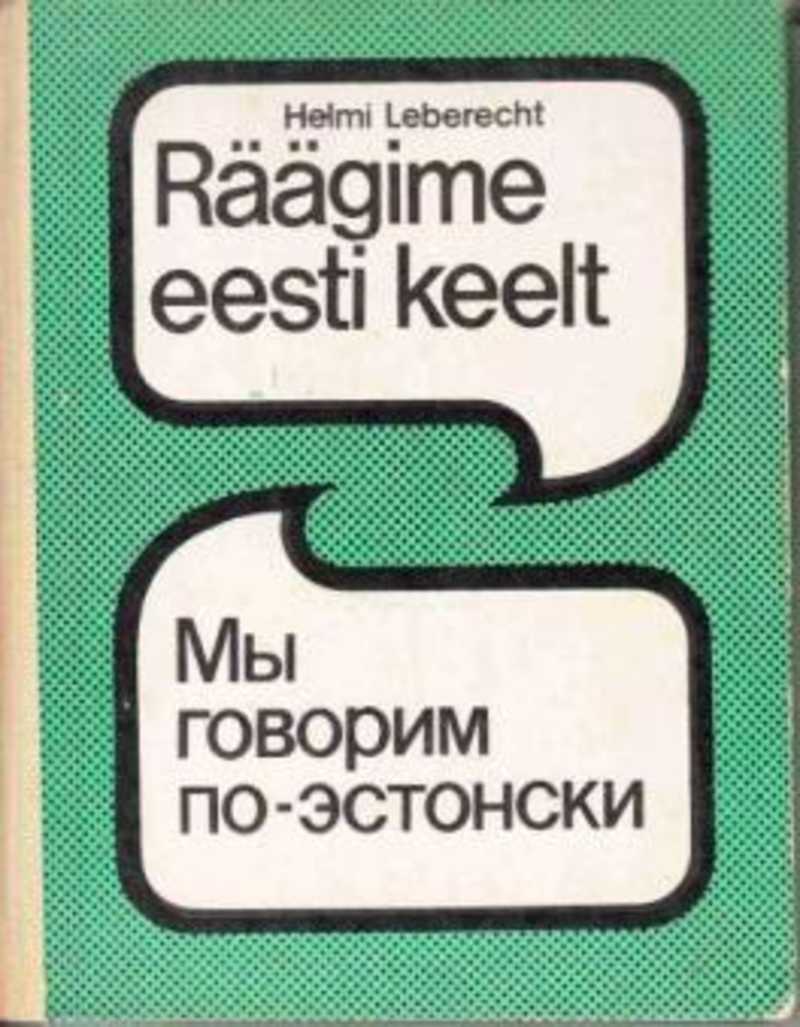 Helmi Leberecht
Räägime
eesti keelt
Мы
говорим
по-эстонски